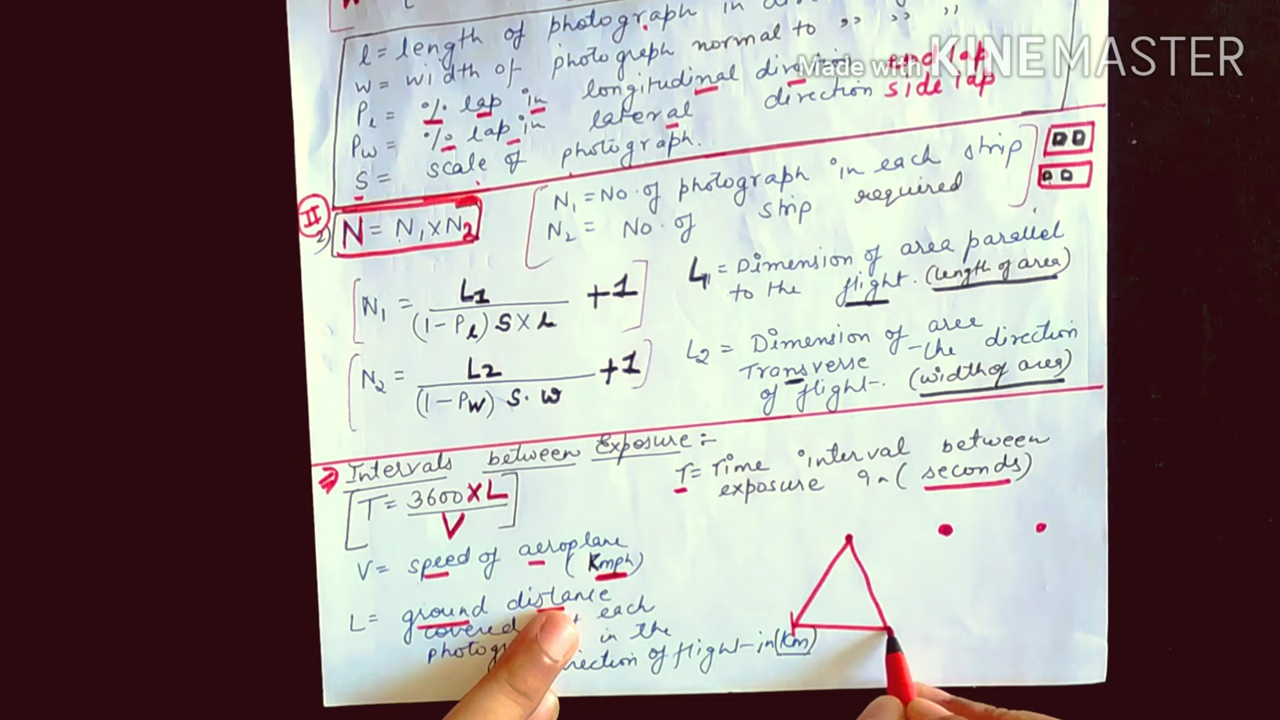 l = length of photograph in
w = width of photograph normal to ,, ,, ,,
Pl = % lap in longitudinal direction end lap
Pw = % lap in lateral direction side lap
S = scale of photograph.
Made with KINEMASTER
II
2) N = N1 x N2
[ N1 = No. of photograph in each strip
N2 = No. of strip required ]
[ N1 = L1 / (1-Pl) S x l +1 ]
L1 = Dimension of area parallel
to the flight. (length of area)
[ N2 = L2 / (1-Pw) S. w +1 ]
L2 = Dimension of area
Transverse the direction
of flight. (width of area)
Intervals between Exposure :-
[ T = 3600 X L / V ]
T = Time interval between
exposure in (seconds)
V = speed of aeroplane (Kmph)
L = ground distance
covered each
in the
direction of flight in (Km)